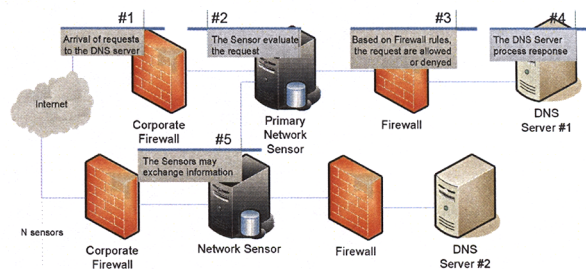 #1
Arrival of requests
to the DNS server
#2
The Sensor evaluate
the request
#3
Based on Firewall rules,
the request are allowed
or denyed
#4
The DNS Server
process response
Internet
Corporate
Firewall
Primary
Network
Sensor
Firewall
DNS
Server #1
#5
The Sensors may
exchange information
N sensors
Corporate
Firewall
Network Sensor
Firewall
DNS
Server #2